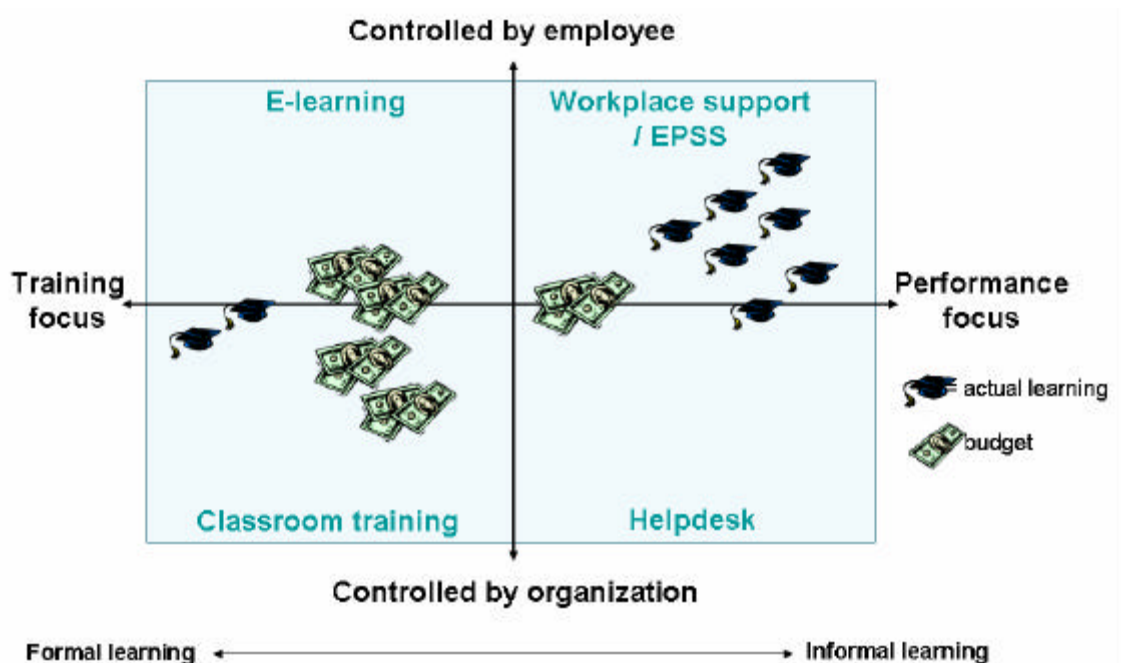 Controlled by employee
E-learning
Workplace support
/ EPSS
Training
focus
Performance
focus
= actual learning
budget
Classroom training
Helpdesk
Controlled by organization
Formal learning
Informal learning